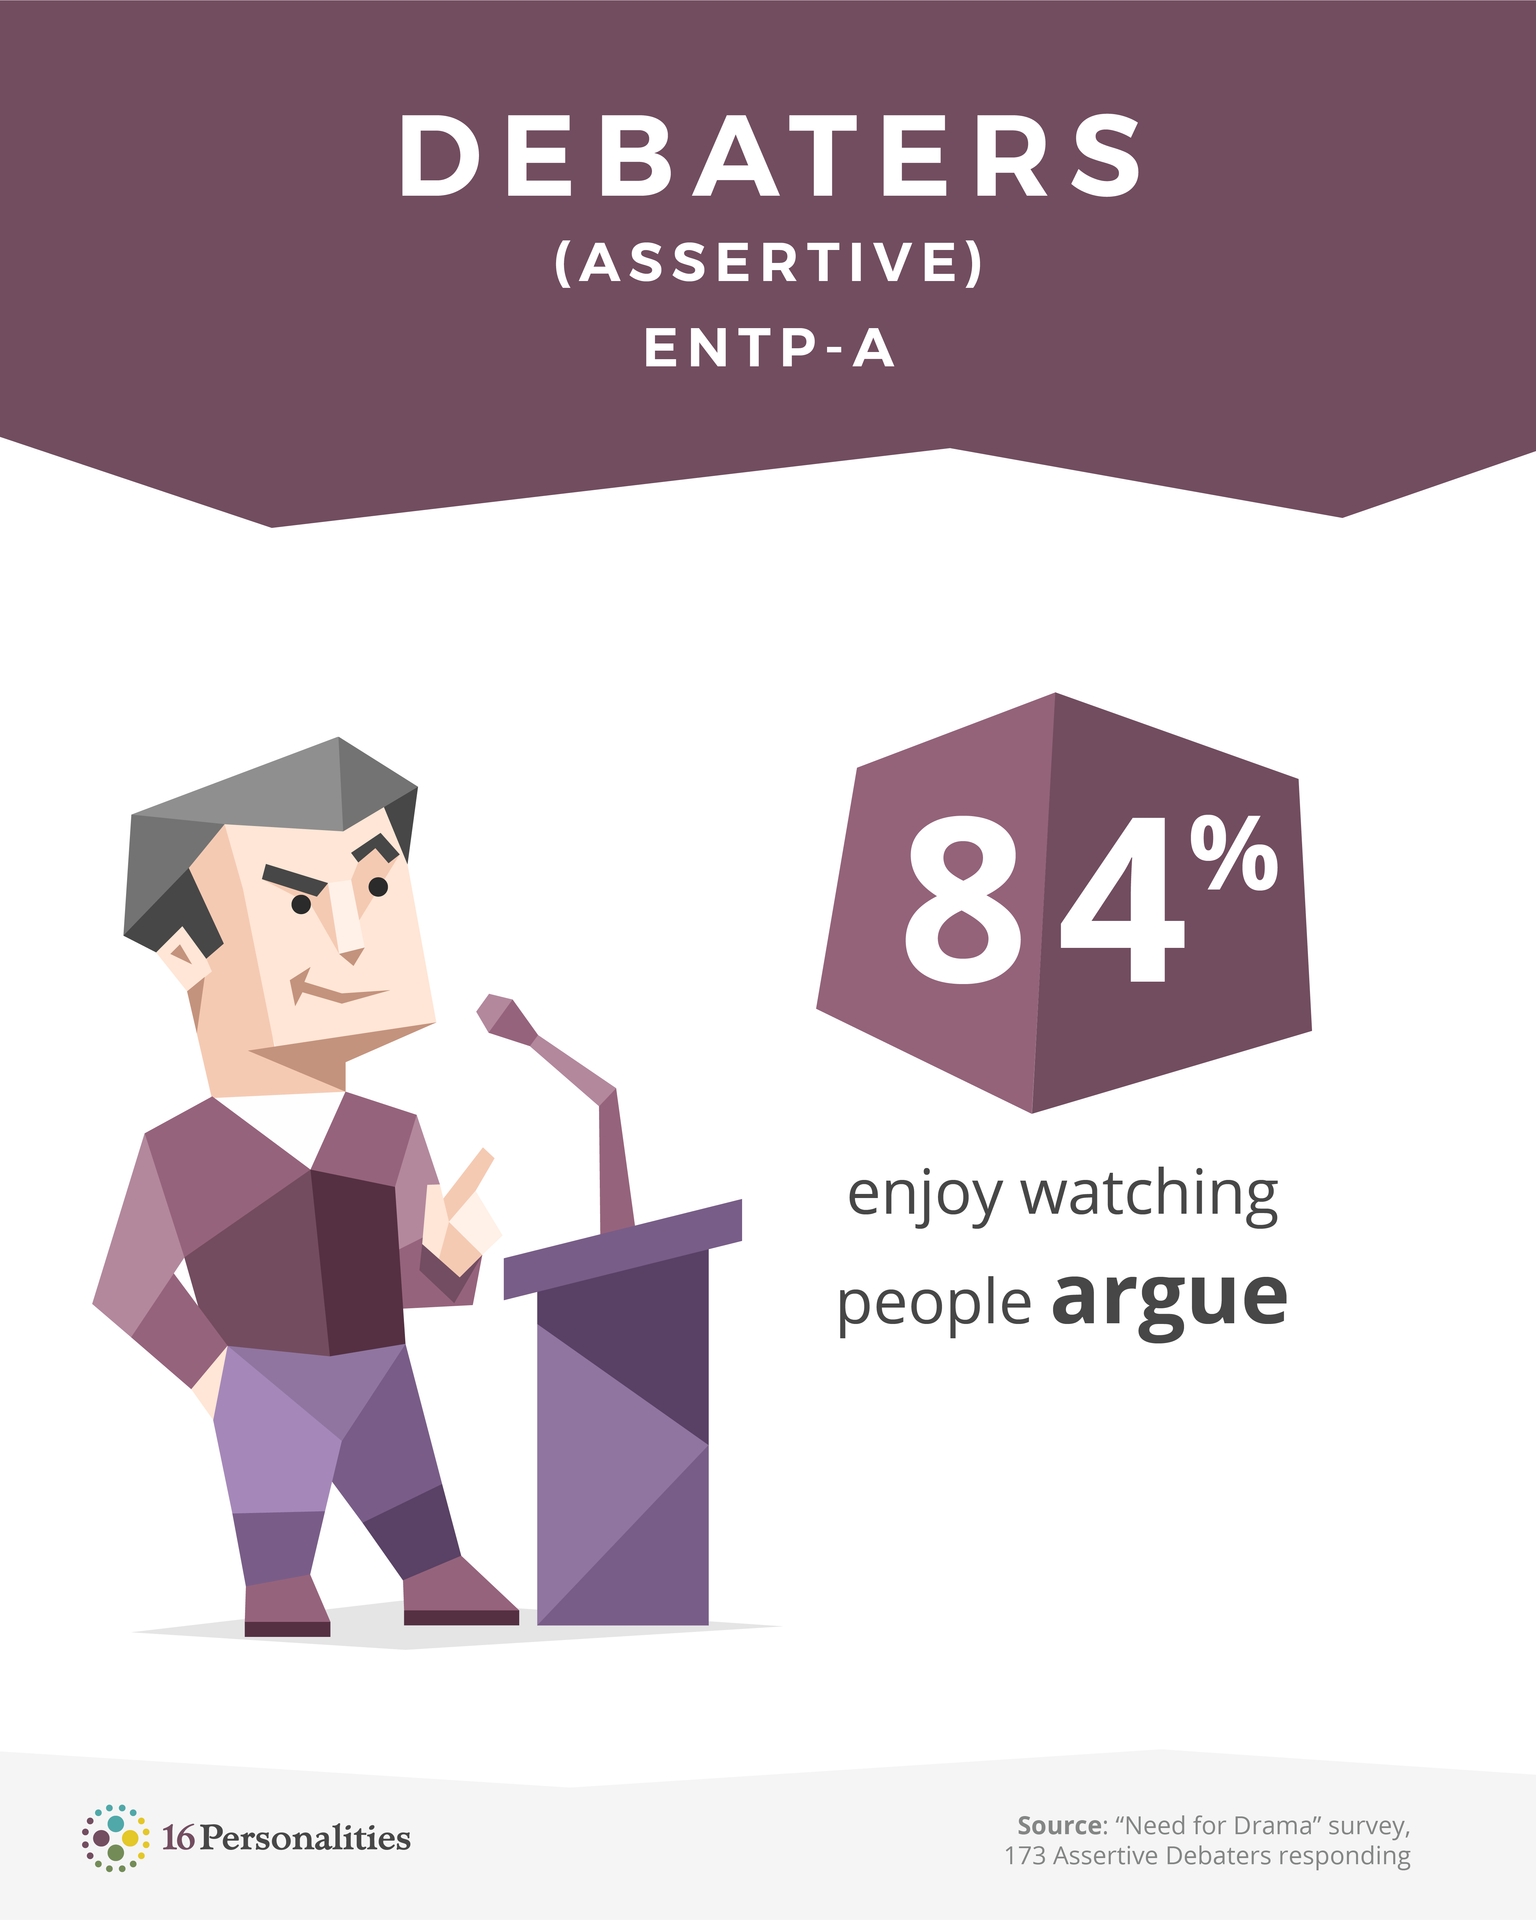 DEBATERS
(ASSERTIVE)
ENTP-A
84%
enjoy watching
people argue
16Personalities
Source: “Need for Drama” survey,
173 Assertive Debaters responding